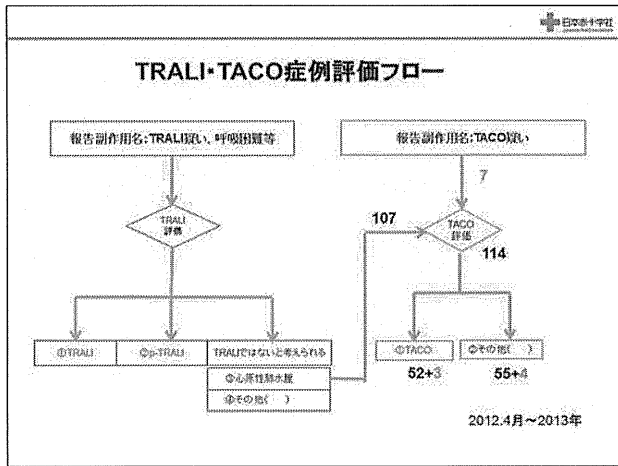 日本赤十字社
TRALI・TACO症例評価フロー
報告副作用名:TRALI疑い、呼吸困難等
報告副作用名:TACO疑い
7
107
TRALI
評価
TACO
評価
114
①TRALI
②p-TRALI
TRALIではないと考えられる
③心原性肺水腫
④その他(　)
①TACO
②その他(　)
52+3
55+4
2012.4月～2013年